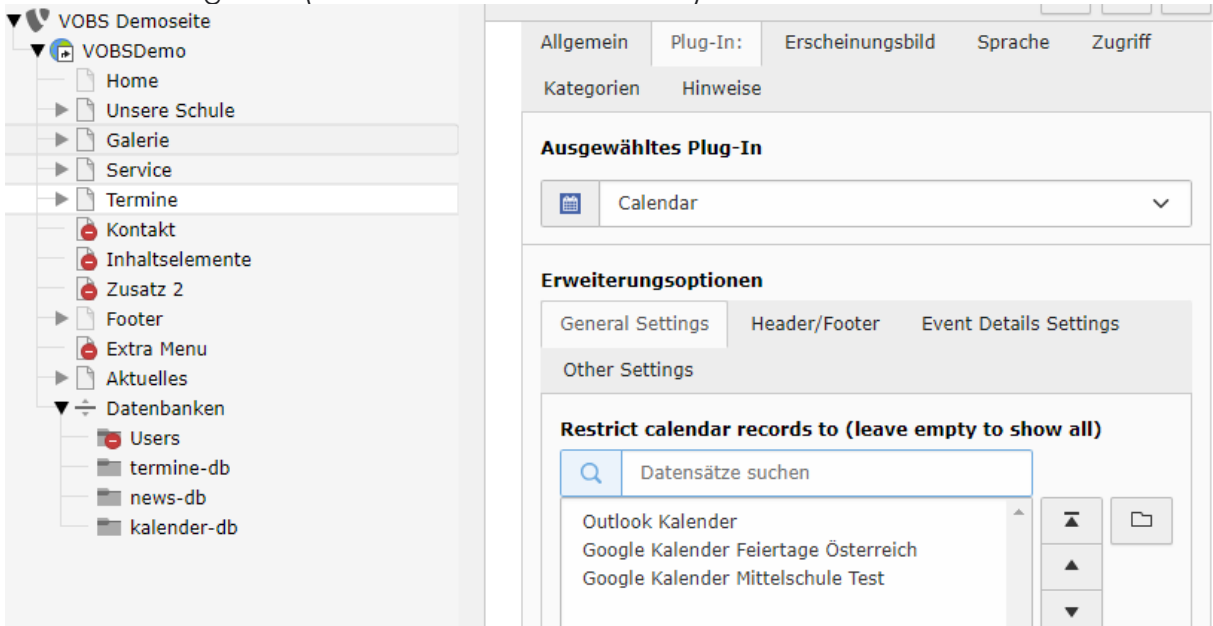 VOBS Demoseite
VOBSDemo
Home
Unsere Schule
Galerie
Service
Termine
Kontakt
Inhaltselemente
Zusatz 2
Footer
Extra Menu
Aktuelles
Datenbanken
Users
termine-db
news-db
kalender-db
Allgemein Plug-In: Erscheinungsbild Sprache Zugriff
Kategorien Hinweise
Ausgewähltes Plug-In
Calendar
Erweiterungsoptionen
General Settings Header/Footer Event Details Settings
Other Settings
Restrict calendar records to (leave empty to show all)
Datensätze suchen
Outlook Kalender
Google Kalender Feiertage Österreich
Google Kalender Mittelschule Test